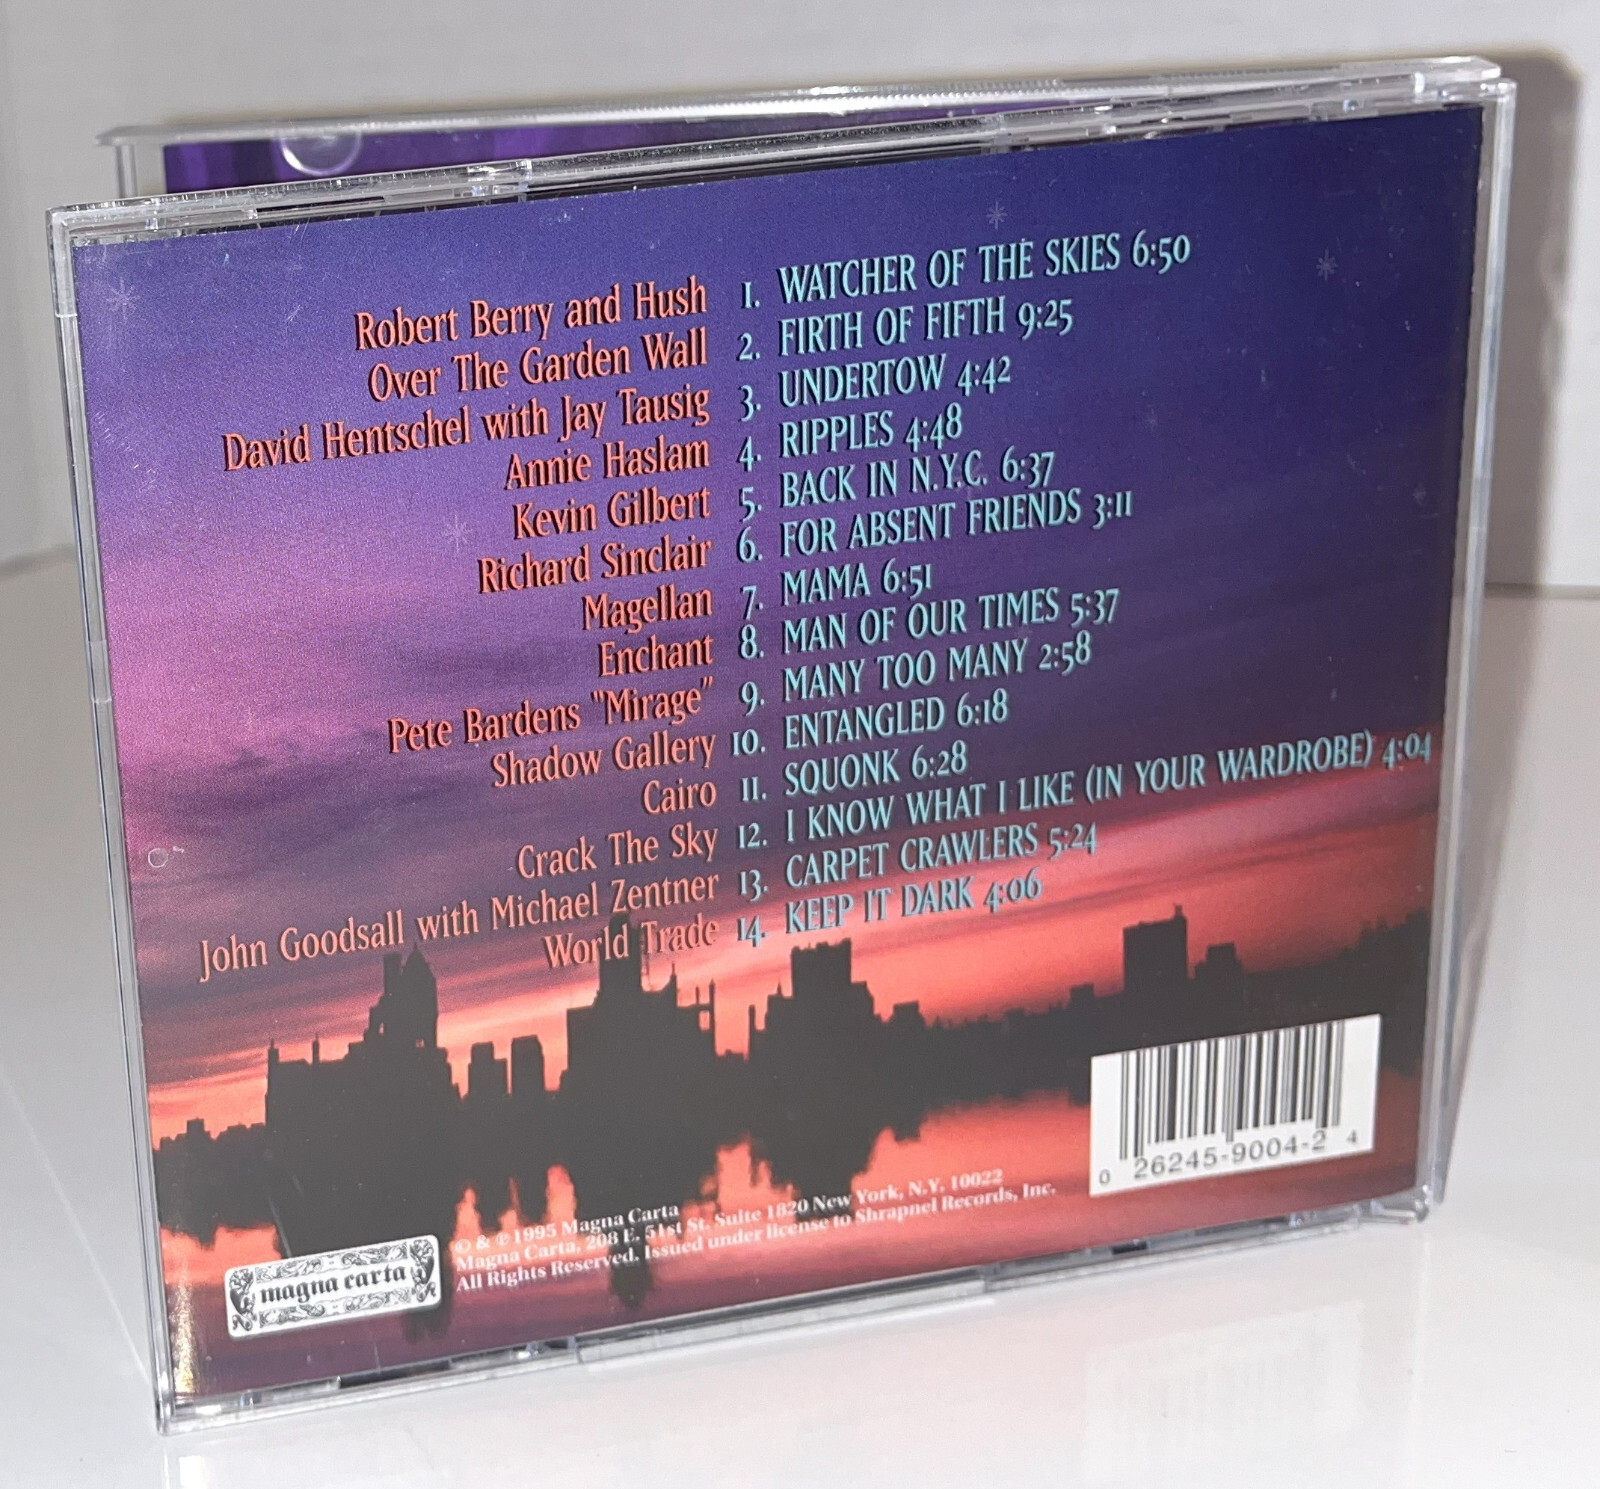 Robert Berry and Hush 1. WATCHER OF THE SKIES 6:50
Over The Garden Wall 2. FIRTH OF FIFTH 9:25
David Hentschel with Jay Tausig 3. UNDERTOW 4:42
Annie Haslam 4. RIPPLES 4:48
Kevin Gilbert 5. BACK IN N.Y.C. 6:37
Richard Sinclair 6. FOR ABSENT FRIENDS 3:11
Magellan 7. MAMA 6:51
Enchant 8. MAN OF OUR TIMES 5:37
Pete Bardens "Mirage" 9. MANY TOO MANY 2:58
Shadow Gallery 10. ENTANGLED 6:18
Cairo 11. SQUONK 6:28
Crack The Sky 12. I KNOW WHAT I LIKE (IN YOUR WARDROBE) 4:04
John Goodsall with Michael Zentner 13. CARPET CRAWLERS 5:24
World Trade 14. KEEP IT DARK 4:06
0 26245-9004-2 4
magna carta
© & ℗ 1995 Magna Carta
Magna Carta, 208 E. 51st St. Suite 1820 New York, N.Y. 10022
All Rights Reserved. Issued under license to Shrapnel Records, Inc.